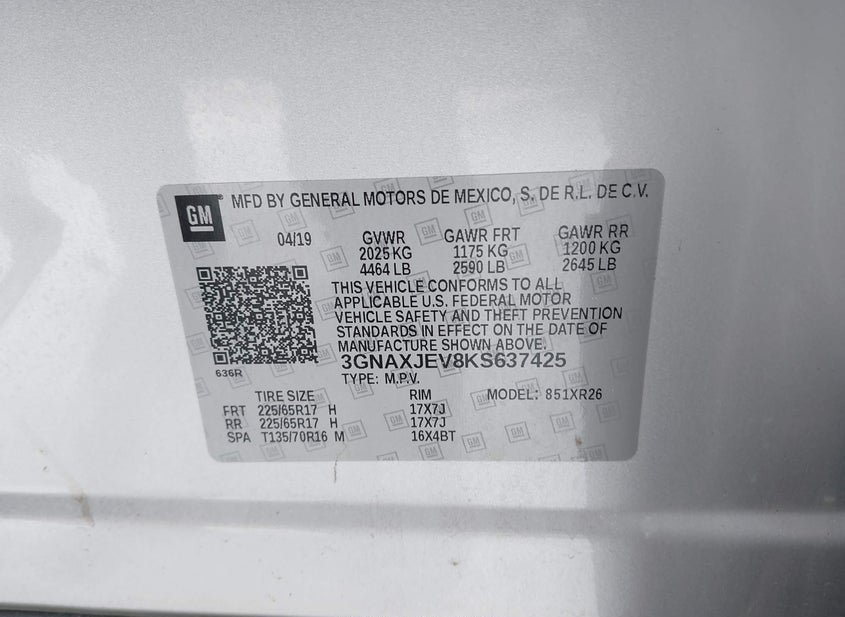 GM ® MFD BY GENERAL MOTORS DE MEXICO, S. DE R.L. DE C.V.
04/19 GVWR GAWR FRT GAWR RR
2025 KG 1175 KG 1200 KG
4464 LB 2590 LB 2645 LB
THIS VEHICLE CONFORMS TO ALL
APPLICABLE U.S. FEDERAL MOTOR
VEHICLE SAFETY AND THEFT PREVENTION
STANDARDS IN EFFECT ON THE DATE OF
MANUFACTURE SHOWN ABOVE.
3GNAXJEV8KS637425
636R
TYPE: M.P.V.
TIRE SIZE RIM MODEL: 851XR26
FRT 225/65R17 H 17X7J
RR 225/65R17 H 17X7J
SPA T135/70R16 M 16X4BT